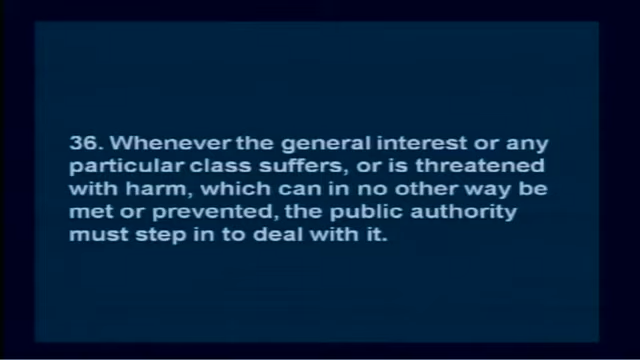 36. Whenever the general interest or any
particular class suffers, or is threatened
with harm, which can in no other way be
met or prevented, the public authority
must step in to deal with it.